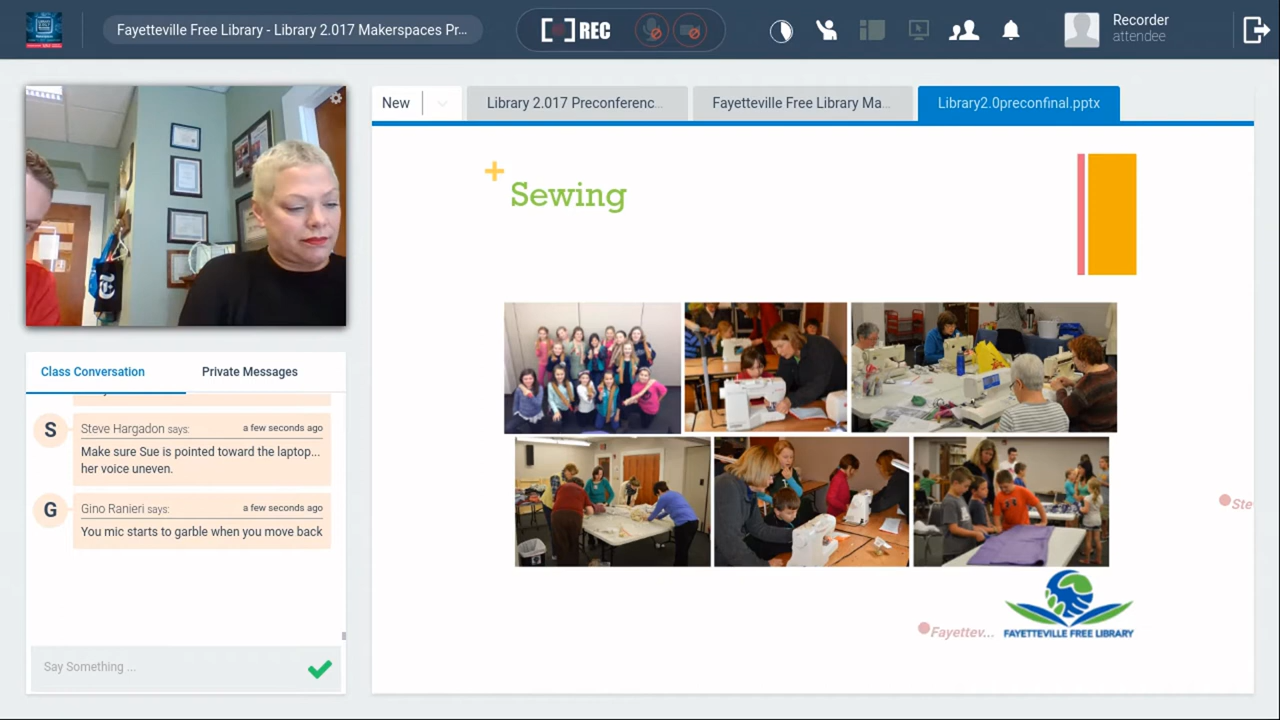 Fayetteville Free Library - Library 2.017 Makerspaces Pr...
REC
Recorder
attendee
New
Library 2.017 Preconferenc...
Fayetteville Free Library Ma...
Library2.0preconfinal.pptx
+
Sewing
Class Conversation
Private Messages
S
Steve Hargadon says:
a few seconds ago
Make sure Sue is pointed toward the laptop...
her voice uneven.
G
Gino Ranieri says:
a few seconds ago
You mic starts to garble when you move back
Say Something ...
Ste
Fayettev...
FAYETTEVILLE FREE LIBRARY